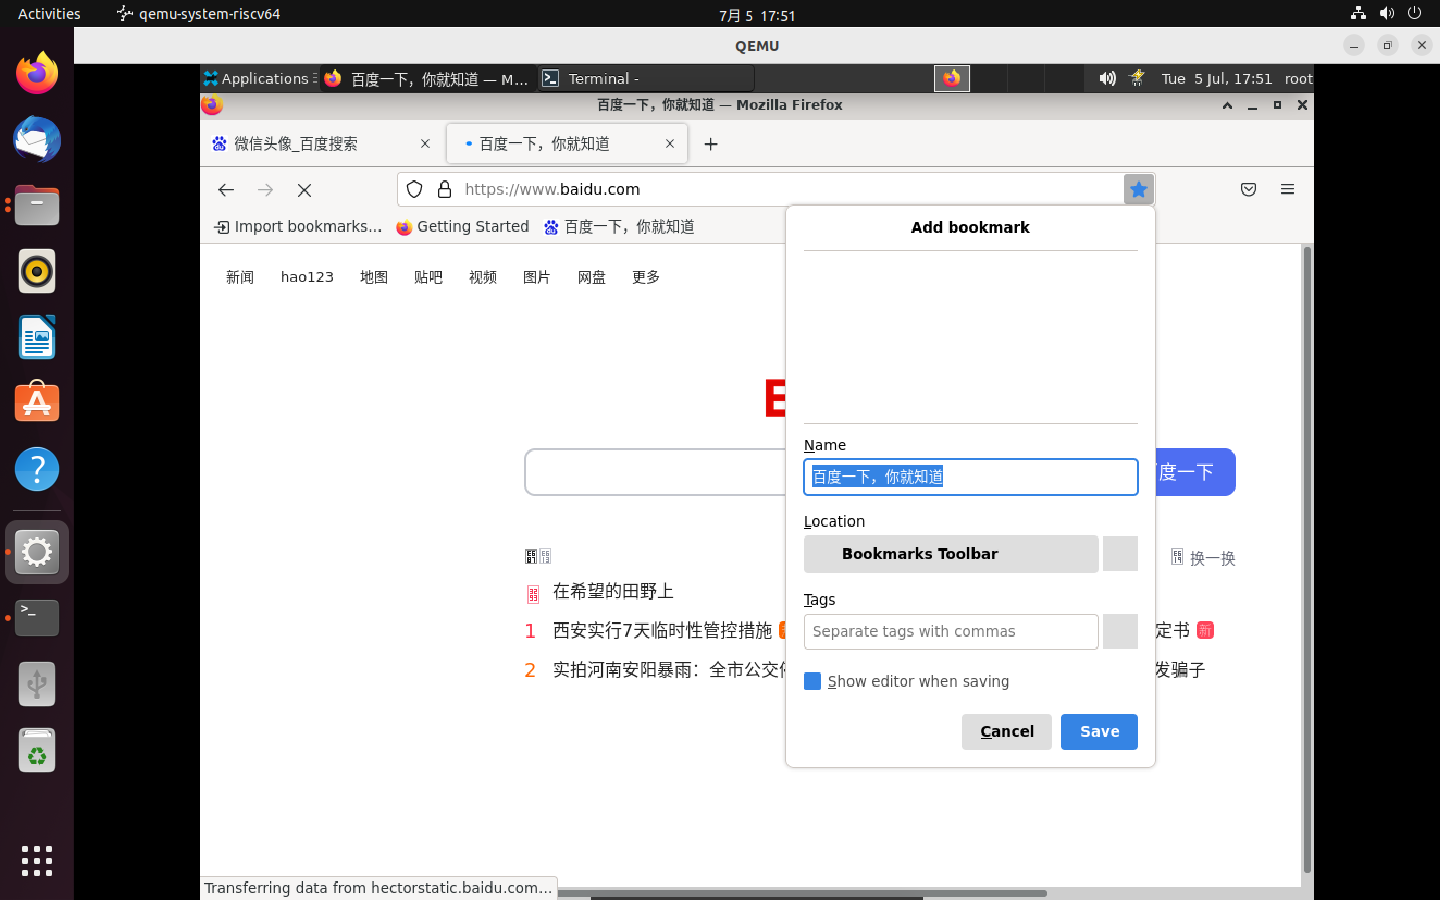 Activities
qemu-system-riscv64
7月 5 17:51
QEMU
Applications
百度一下，你就知道 — M...
Terminal -
Tue 5 Jul, 17:51
root
百度一下，你就知道 — Mozilla Firefox
微信头像_百度搜索
百度一下，你就知道
https://www.baidu.com
Import bookmarks...
Getting Started
百度一下，你就知道
Add bookmark
新闻
hao123
地图
贴吧
视频
图片
网盘
更多
Name
百度一下，你就知道
度一下
Location
Bookmarks Toolbar
换一换
在希望的田野上
Tags
Separate tags with commas
1 西安实行7天临时性管控措施
定书 新
2 实拍河南安阳暴雨：全市公交停
发骗子
Show editor when saving
Cancel
Save
Transferring data from hectorstatic.baidu.com...